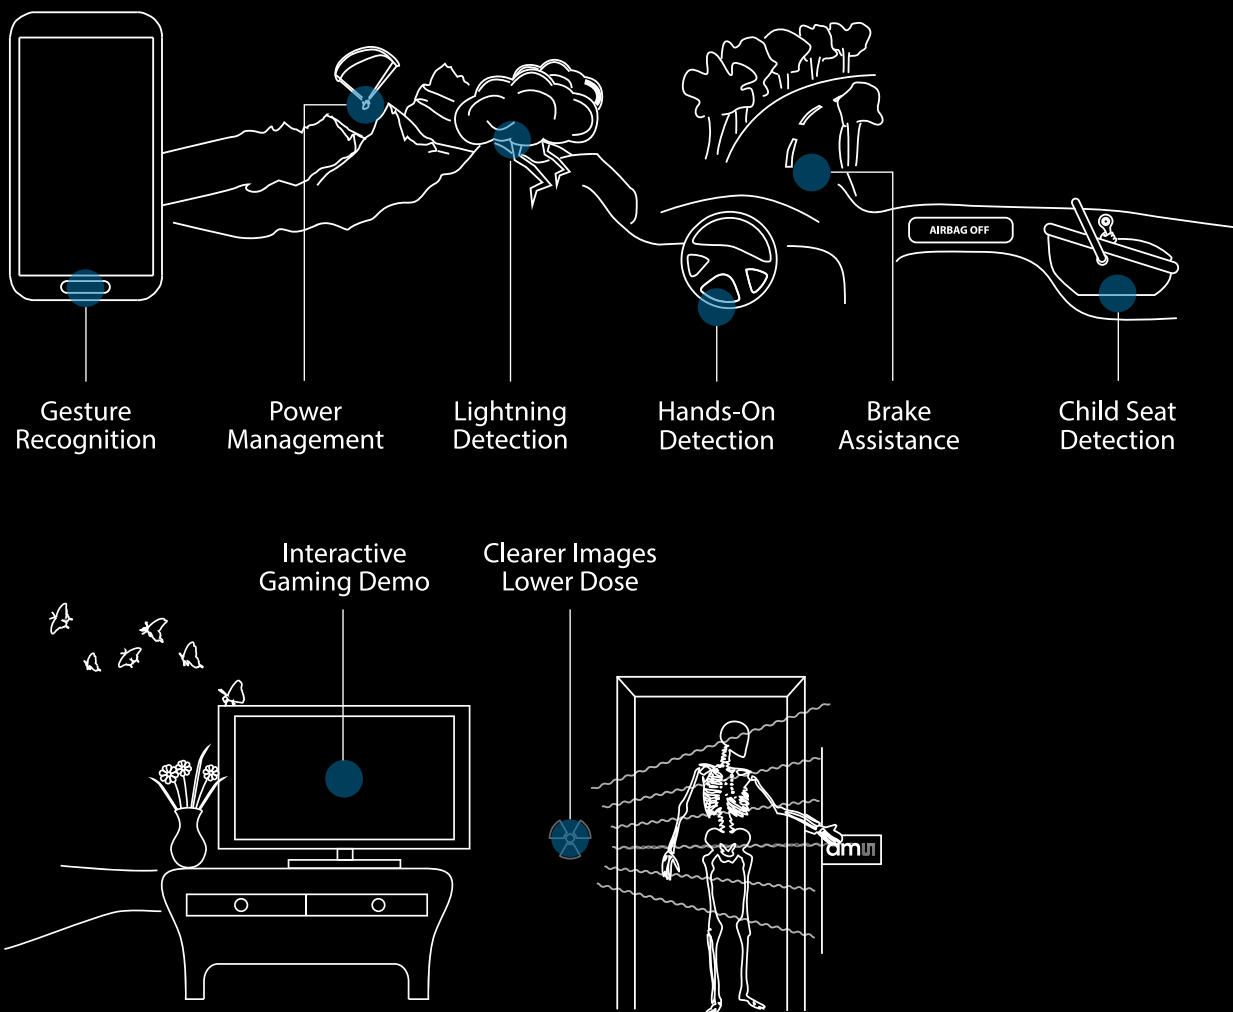 AIRBAG OFF
Gesture
Recognition
Power
Management
Lightning
Detection
Hands-On
Detection
Brake
Assistance
Child Seat
Detection
Interactive
Gaming Demo
Clearer Images
Lower Dose
amu